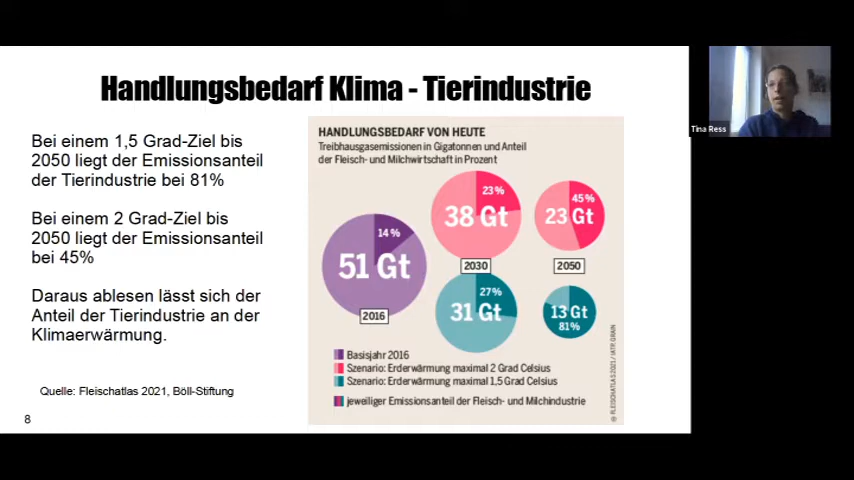 Handlungsbedarf Klima - Tierindustrie
Bei einem 1,5 Grad-Ziel bis
2050 liegt der Emissionsanteil
der Tierindustrie bei 81%
Bei einem 2 Grad-Ziel bis
2050 liegt der Emissionsanteil
bei 45%
Daraus ablesen lässt sich der
Anteil der Tierindustrie an der
Klimaerwärmung.
Quelle: Fleischatlas 2021, Böll-Stiftung
8
HANDLUNGSBEDARF VON HEUTE
Treibhausgasemissionen in Gigatonnen und Anteil
der Fleisch- und Milchwirtschaft in Prozent
14 %
51 Gt
2016
23 %
38 Gt
2030
27 %
31 Gt
45 %
23 Gt
2050
13 Gt
81%
Basisjahr 2016
Szenario: Erderwärmung maximal 2 Grad Celsius
Szenario: Erderwärmung maximal 1,5 Grad Celsius
jeweiliger Emissionsanteil der Fleisch- und Milchindustrie
© FLEISCHATLAS 2021 / IATP, GRAIN
Tina Ress